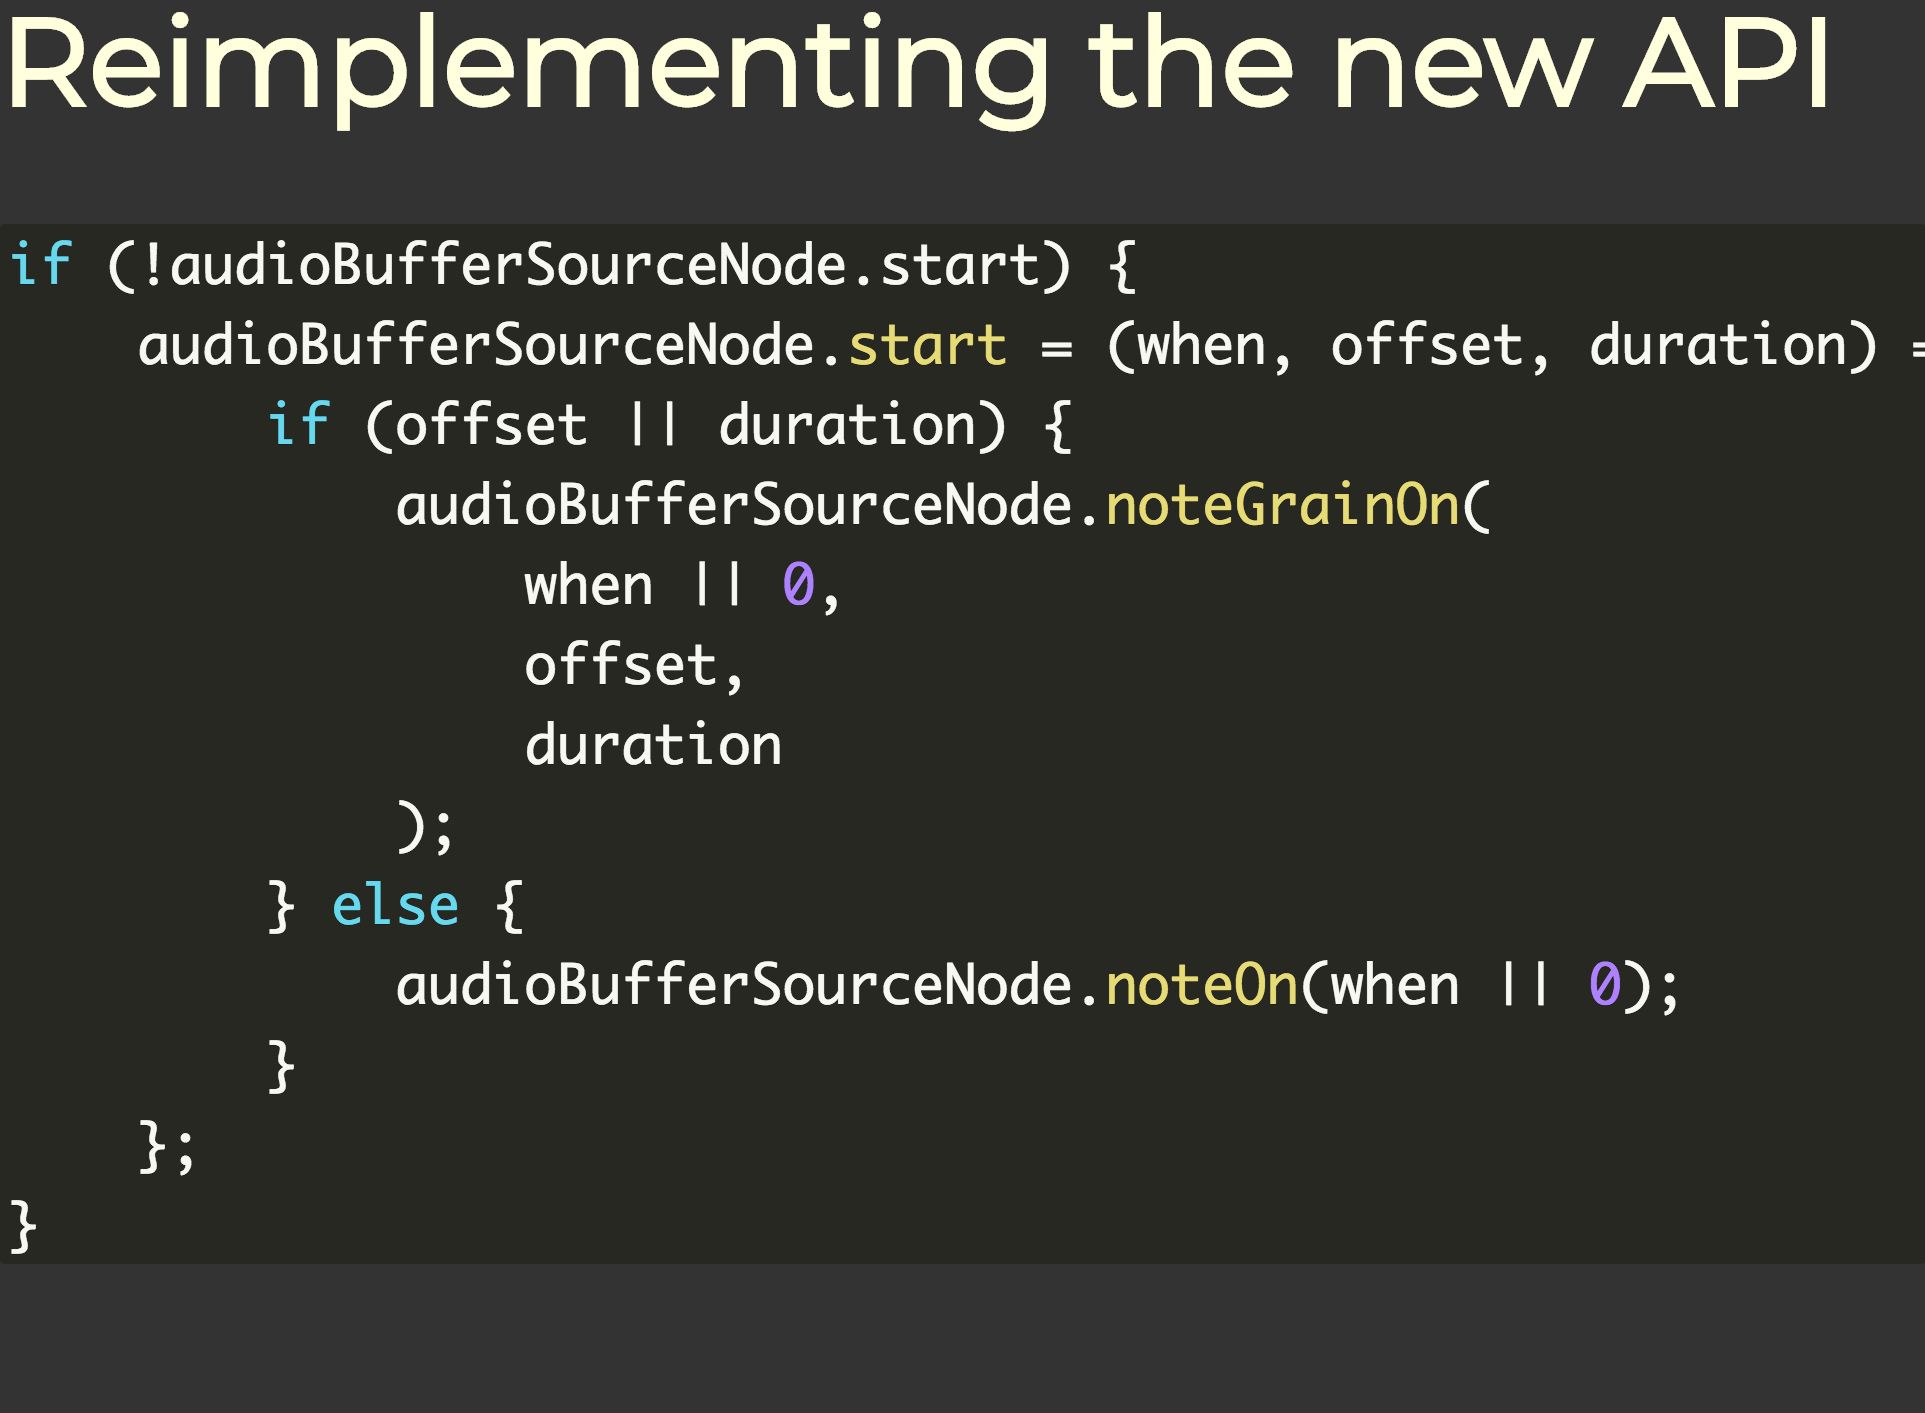 Reimplementing the new API
if (!audioBufferSourceNode.start) {
    audioBufferSourceNode.start = (when, offset, duration) =
        if (offset || duration) {
            audioBufferSourceNode.noteGrainOn(
                when || 0,
                offset,
                duration
            );
        } else {
            audioBufferSourceNode.noteOn(when || 0);
        }
    };
}